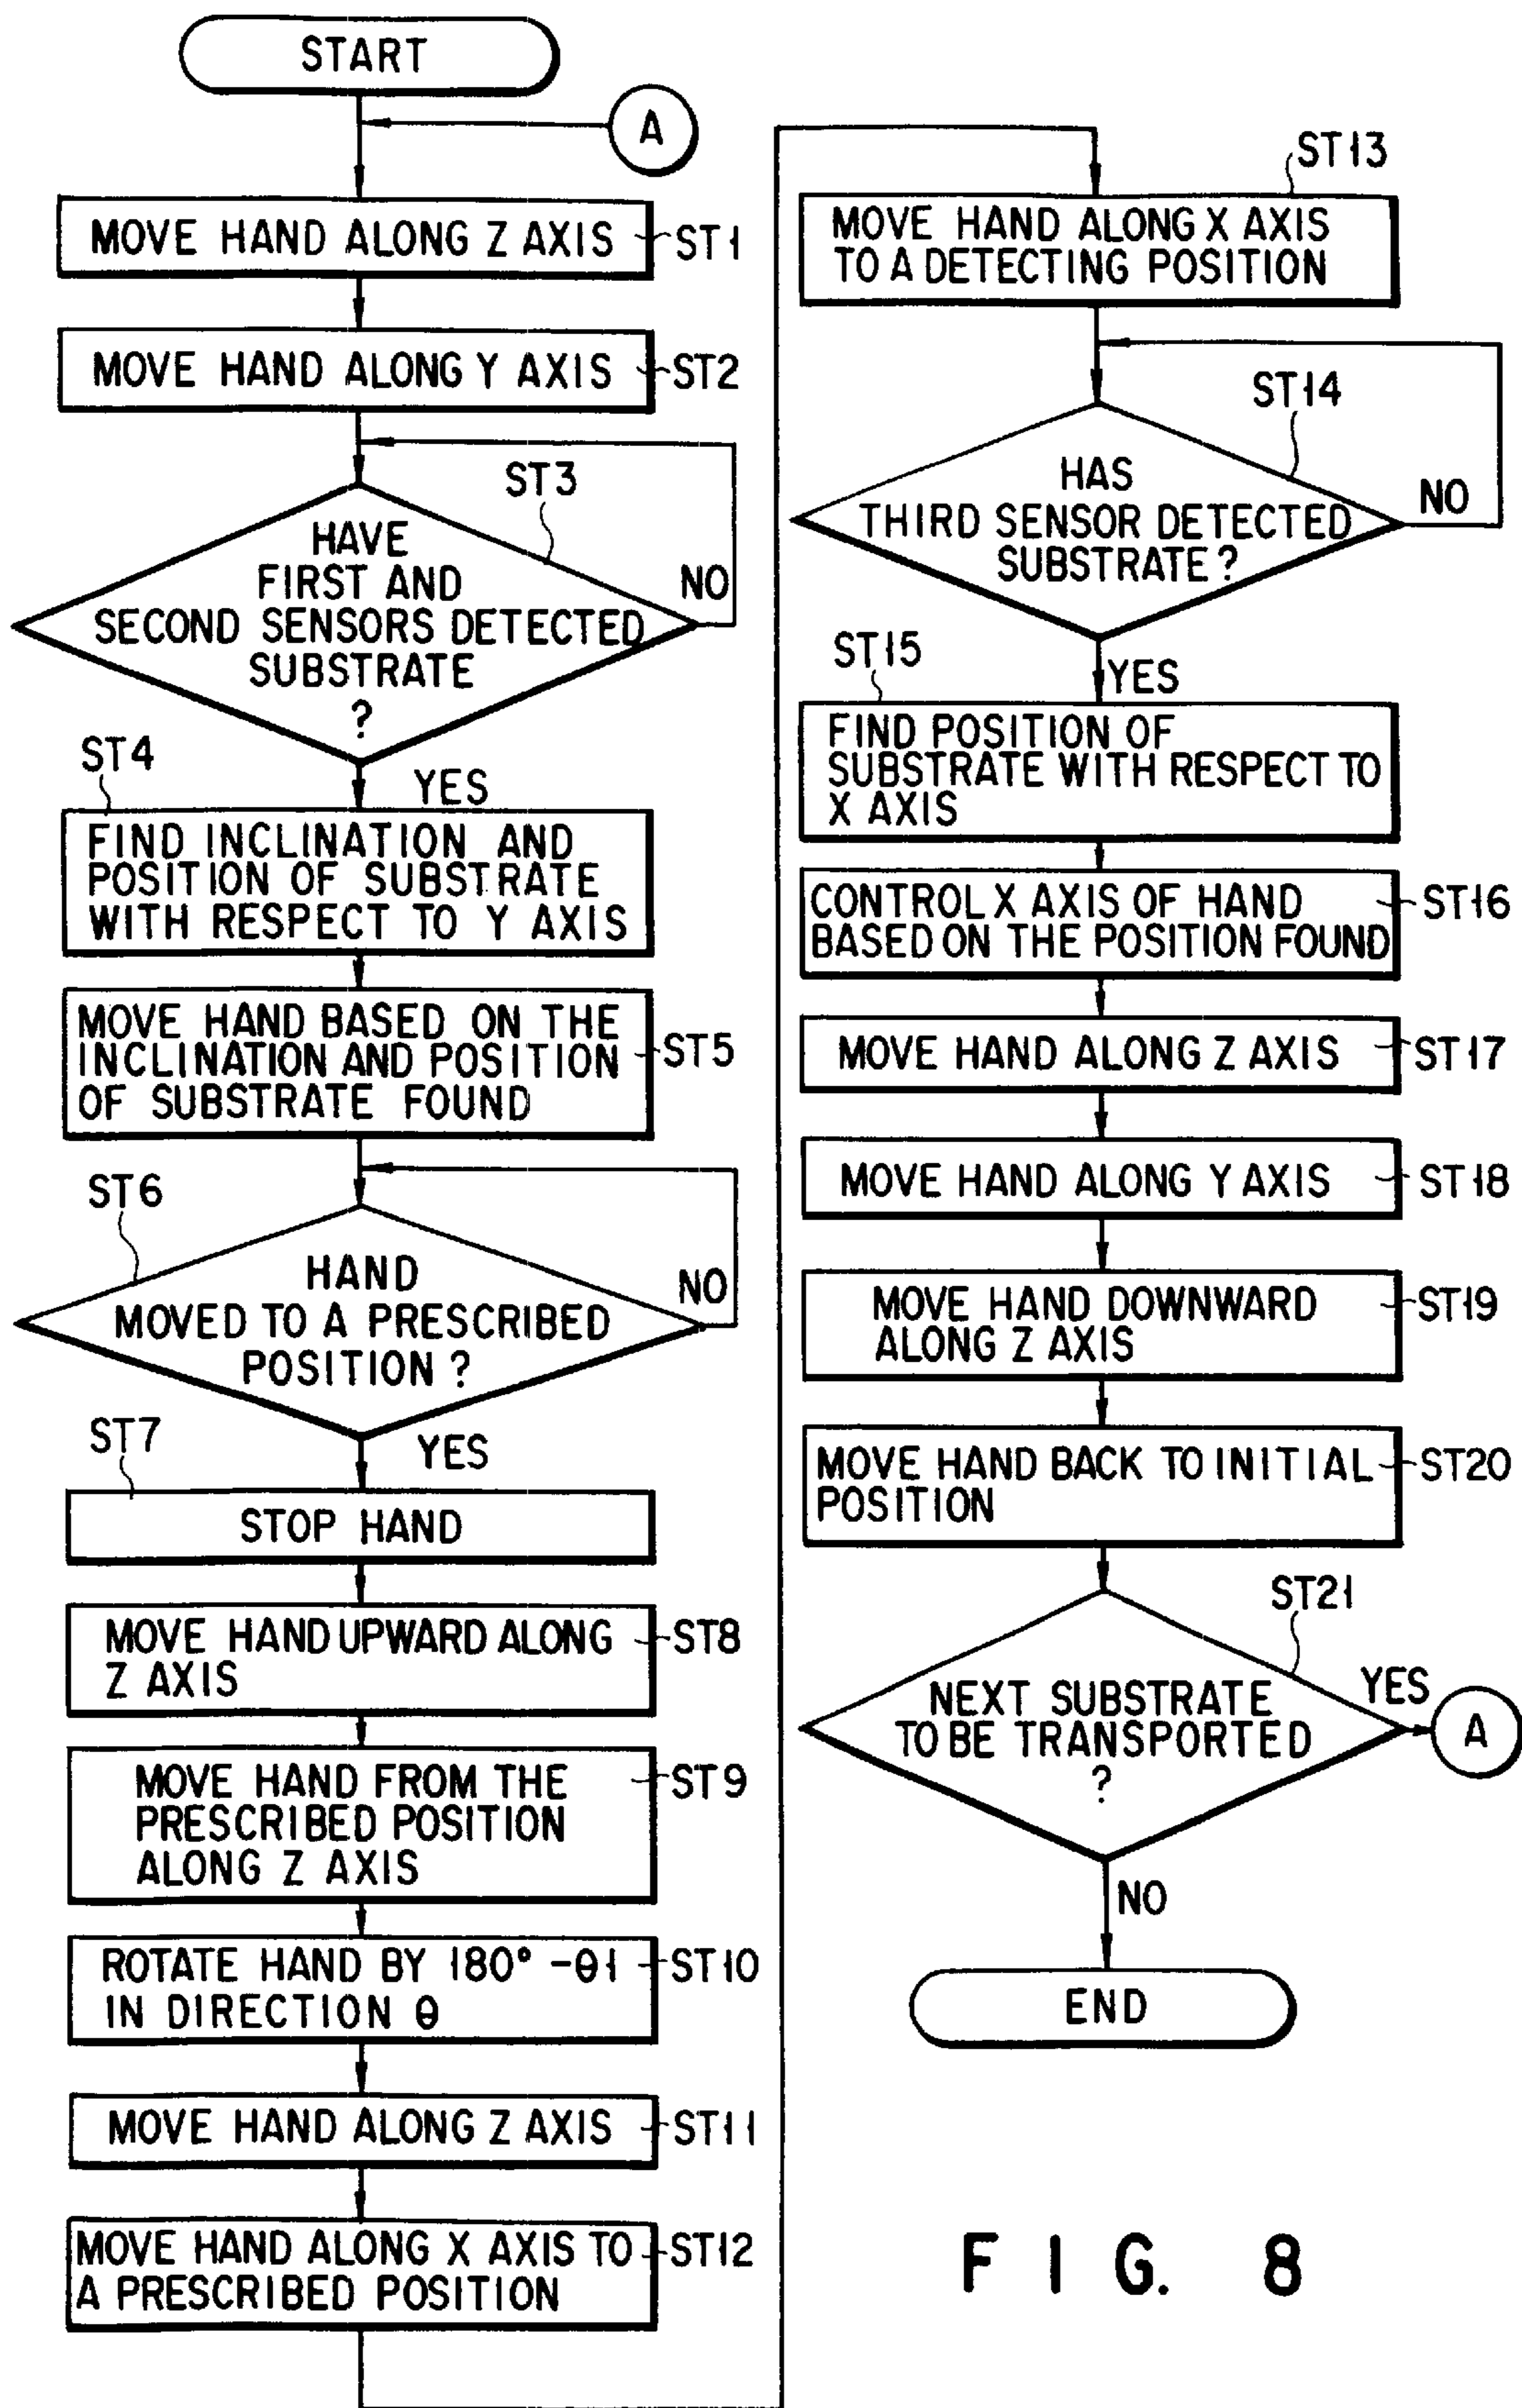 START
A
MOVE HAND ALONG Z AXIS
ST1
MOVE HAND ALONG Y AXIS
ST2
ST3
HAVE
FIRST AND
SECOND SENSORS DETECTED
SUBSTRATE
?
NO
YES
ST4
FIND INCLINATION AND
POSITION OF SUBSTRATE
WITH RESPECT TO Y AXIS
MOVE HAND BASED ON THE
INCLINATION AND POSITION
OF SUBSTRATE FOUND
ST5
ST6
HAND
MOVED TO A PRESCRIBED
POSITION?
NO
YES
ST7
STOP HAND
MOVE HAND UPWARD ALONG
Z AXIS
ST8
MOVE HAND FROM THE
PRESCRIBED POSITION
ALONG Z AXIS
ST9
ROTATE HAND BY 180° -θ1
IN DIRECTION θ
ST10
MOVE HAND ALONG Z AXIS
ST11
MOVE HAND ALONG X AXIS TO
A PRESCRIBED POSITION
ST12
ST13
MOVE HAND ALONG X AXIS
TO A DETECTING POSITION
ST14
HAS
THIRD SENSOR DETECTED
SUBSTRATE?
NO
YES
ST15
FIND POSITION OF
SUBSTRATE WITH RESPECT TO
X AXIS
CONTROL X AXIS OF HAND
BASED ON THE POSITION FOUND
ST16
MOVE HAND ALONG Z AXIS
ST17
MOVE HAND ALONG Y AXIS
ST18
MOVE HAND DOWNWARD
ALONG Z AXIS
ST19
MOVE HAND BACK TO INITIAL
POSITION
ST20
ST21
NEXT SUBSTRATE
TO BE TRANSPORTED
?
YES
A
NO
END
FIG. 8